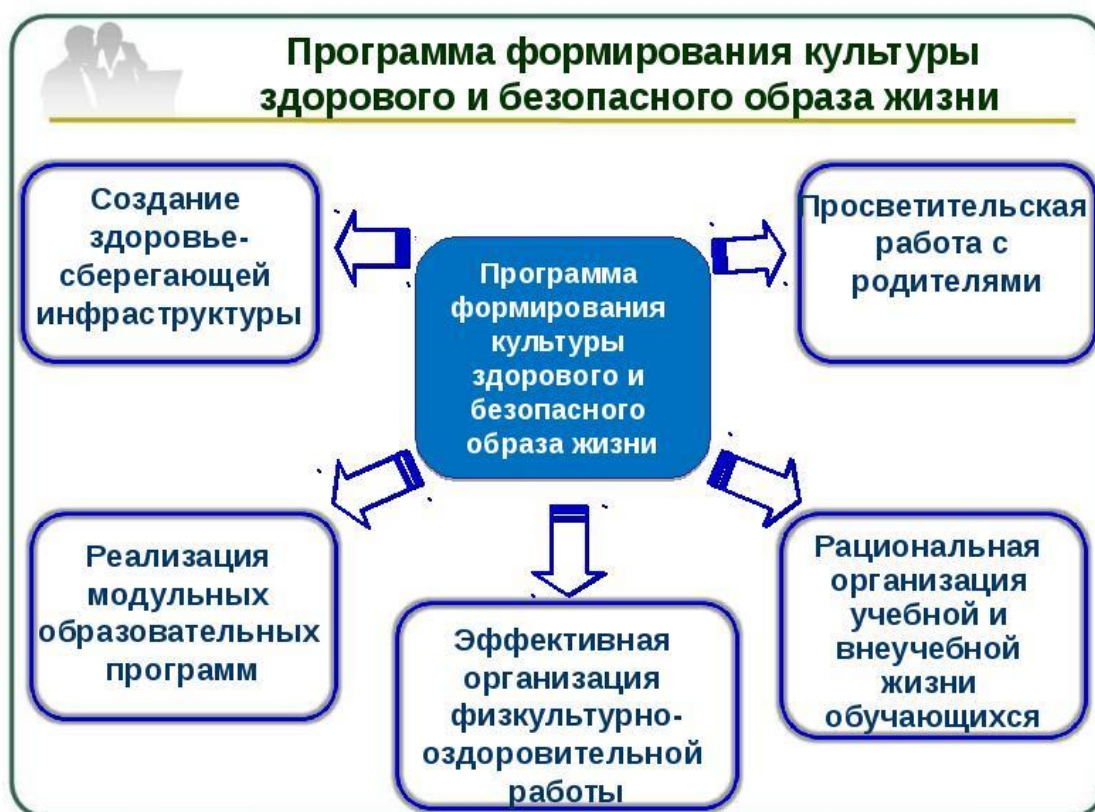 Программа формирования культуры
здорового и безопасного образа жизни
Создание
здоровье-
сберегающей
инфраструктуры
Просветительская
работа с
родителями
Программа
формирования
культуры
здорового и
безопасного
образа жизни
Реализация
модульных
образовательных
программ
Эффективная
организация
физкультурно-
оздоровительной
работы
Рациональная
организация
учебной и
внеучебной
жизни
обучающихся